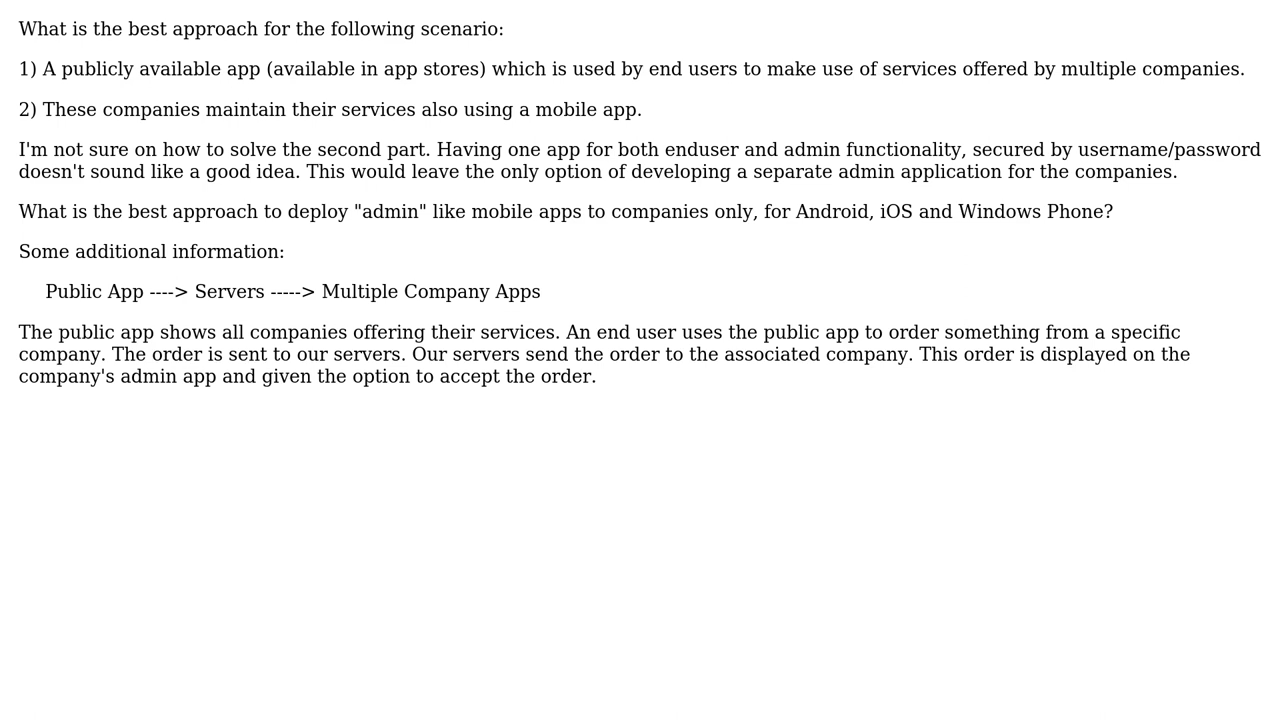 What is the best approach for the following scenario:
1) A publicly available app (available in app stores) which is used by end users to make use of services offered by multiple companies.
2) These companies maintain their services also using a mobile app.
I'm not sure on how to solve the second part. Having one app for both enduser and admin functionality, secured by username/password
doesn't sound like a good idea. This would leave the only option of developing a separate admin application for the companies.
What is the best approach to deploy "admin" like mobile apps to companies only, for Android, iOS and Windows Phone?
Some additional information:
Public App ----> Servers -----> Multiple Company Apps
The public app shows all companies offering their services. An end user uses the public app to order something from a specific
company. The order is sent to our servers. Our servers send the order to the associated company. This order is displayed on the
company's admin app and given the option to accept the order.